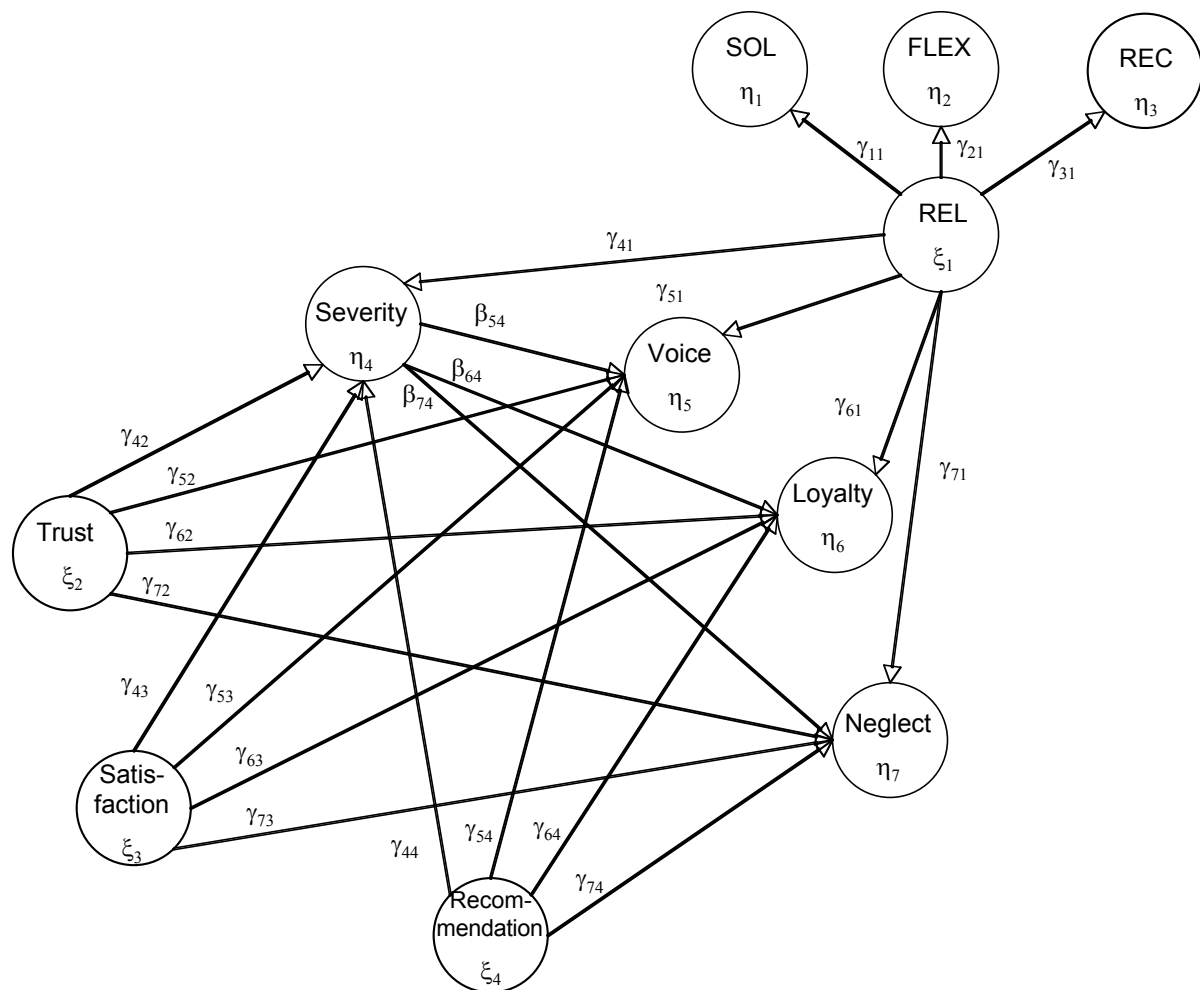 SOL
η1
FLEX
η2
REC
η3
γ11
γ21
γ31
REL
ξ1
γ41
γ51
Severity
η4
β54
β64
β74
Voice
η5
γ61
γ71
γ42
γ52
Trust
ξ2
γ62
γ72
Loyalty
η6
γ43
γ53
γ63
γ73
Neglect
η7
Satis-
faction
ξ3
γ44
γ54
γ64
γ74
Recom-
mendation
ξ4